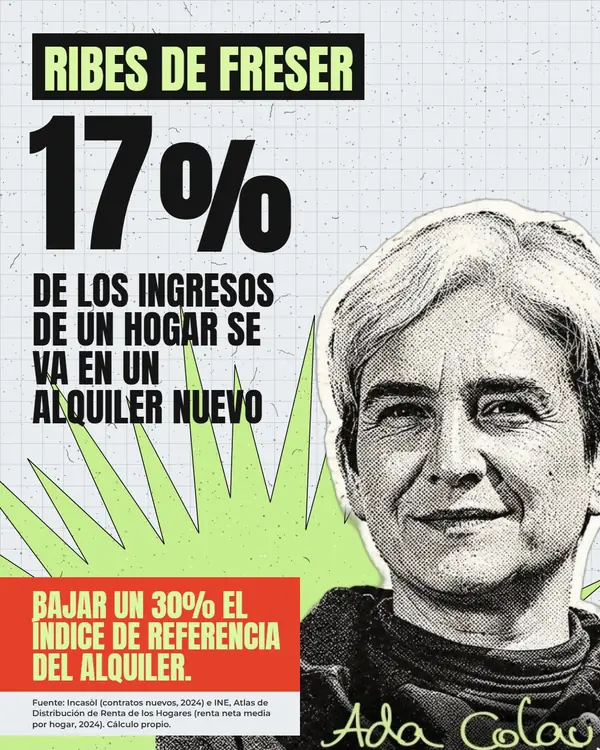 RIBES DE FRESER
17%
DE LOS INGRESOS
DE UN HOGAR SE
VA EN UN
ALQUILER NUEVO
BAJAR UN 30% EL
ÍNDICE DE REFERENCIA
DEL ALQUILER.
Fuente: Incasòl (contratos nuevos, 2024) e INE, Atlas de
Distribución de Renta de los Hogares (renta neta media
por hogar, 2024). Cálculo propio.
Ada Colau